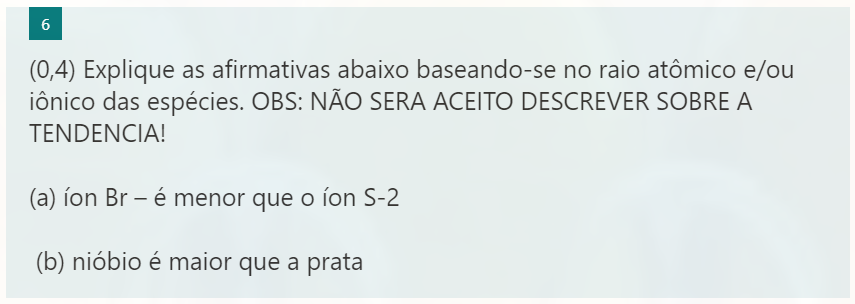 6
(0,4) Explique as afirmativas abaixo baseando-se no raio atômico e/ou
iônico das espécies. OBS: NÃO SERA ACEITO DESCREVER SOBRE A
TENDENCIA!
(a) íon Br – é menor que o íon S-2
(b) nióbio é maior que a prata